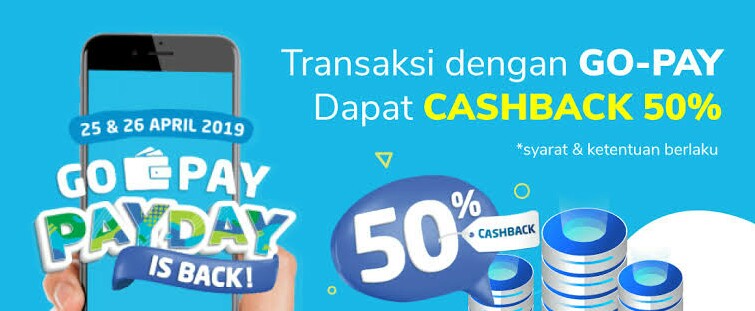 25 & 26 APRIL 2019
GO PAY
PAYDAY
IS BACK!
Transaksi dengan GO-PAY
Dapat CASHBACK 50%
*syarat & ketentuan berlaku
50%
CASHBACK